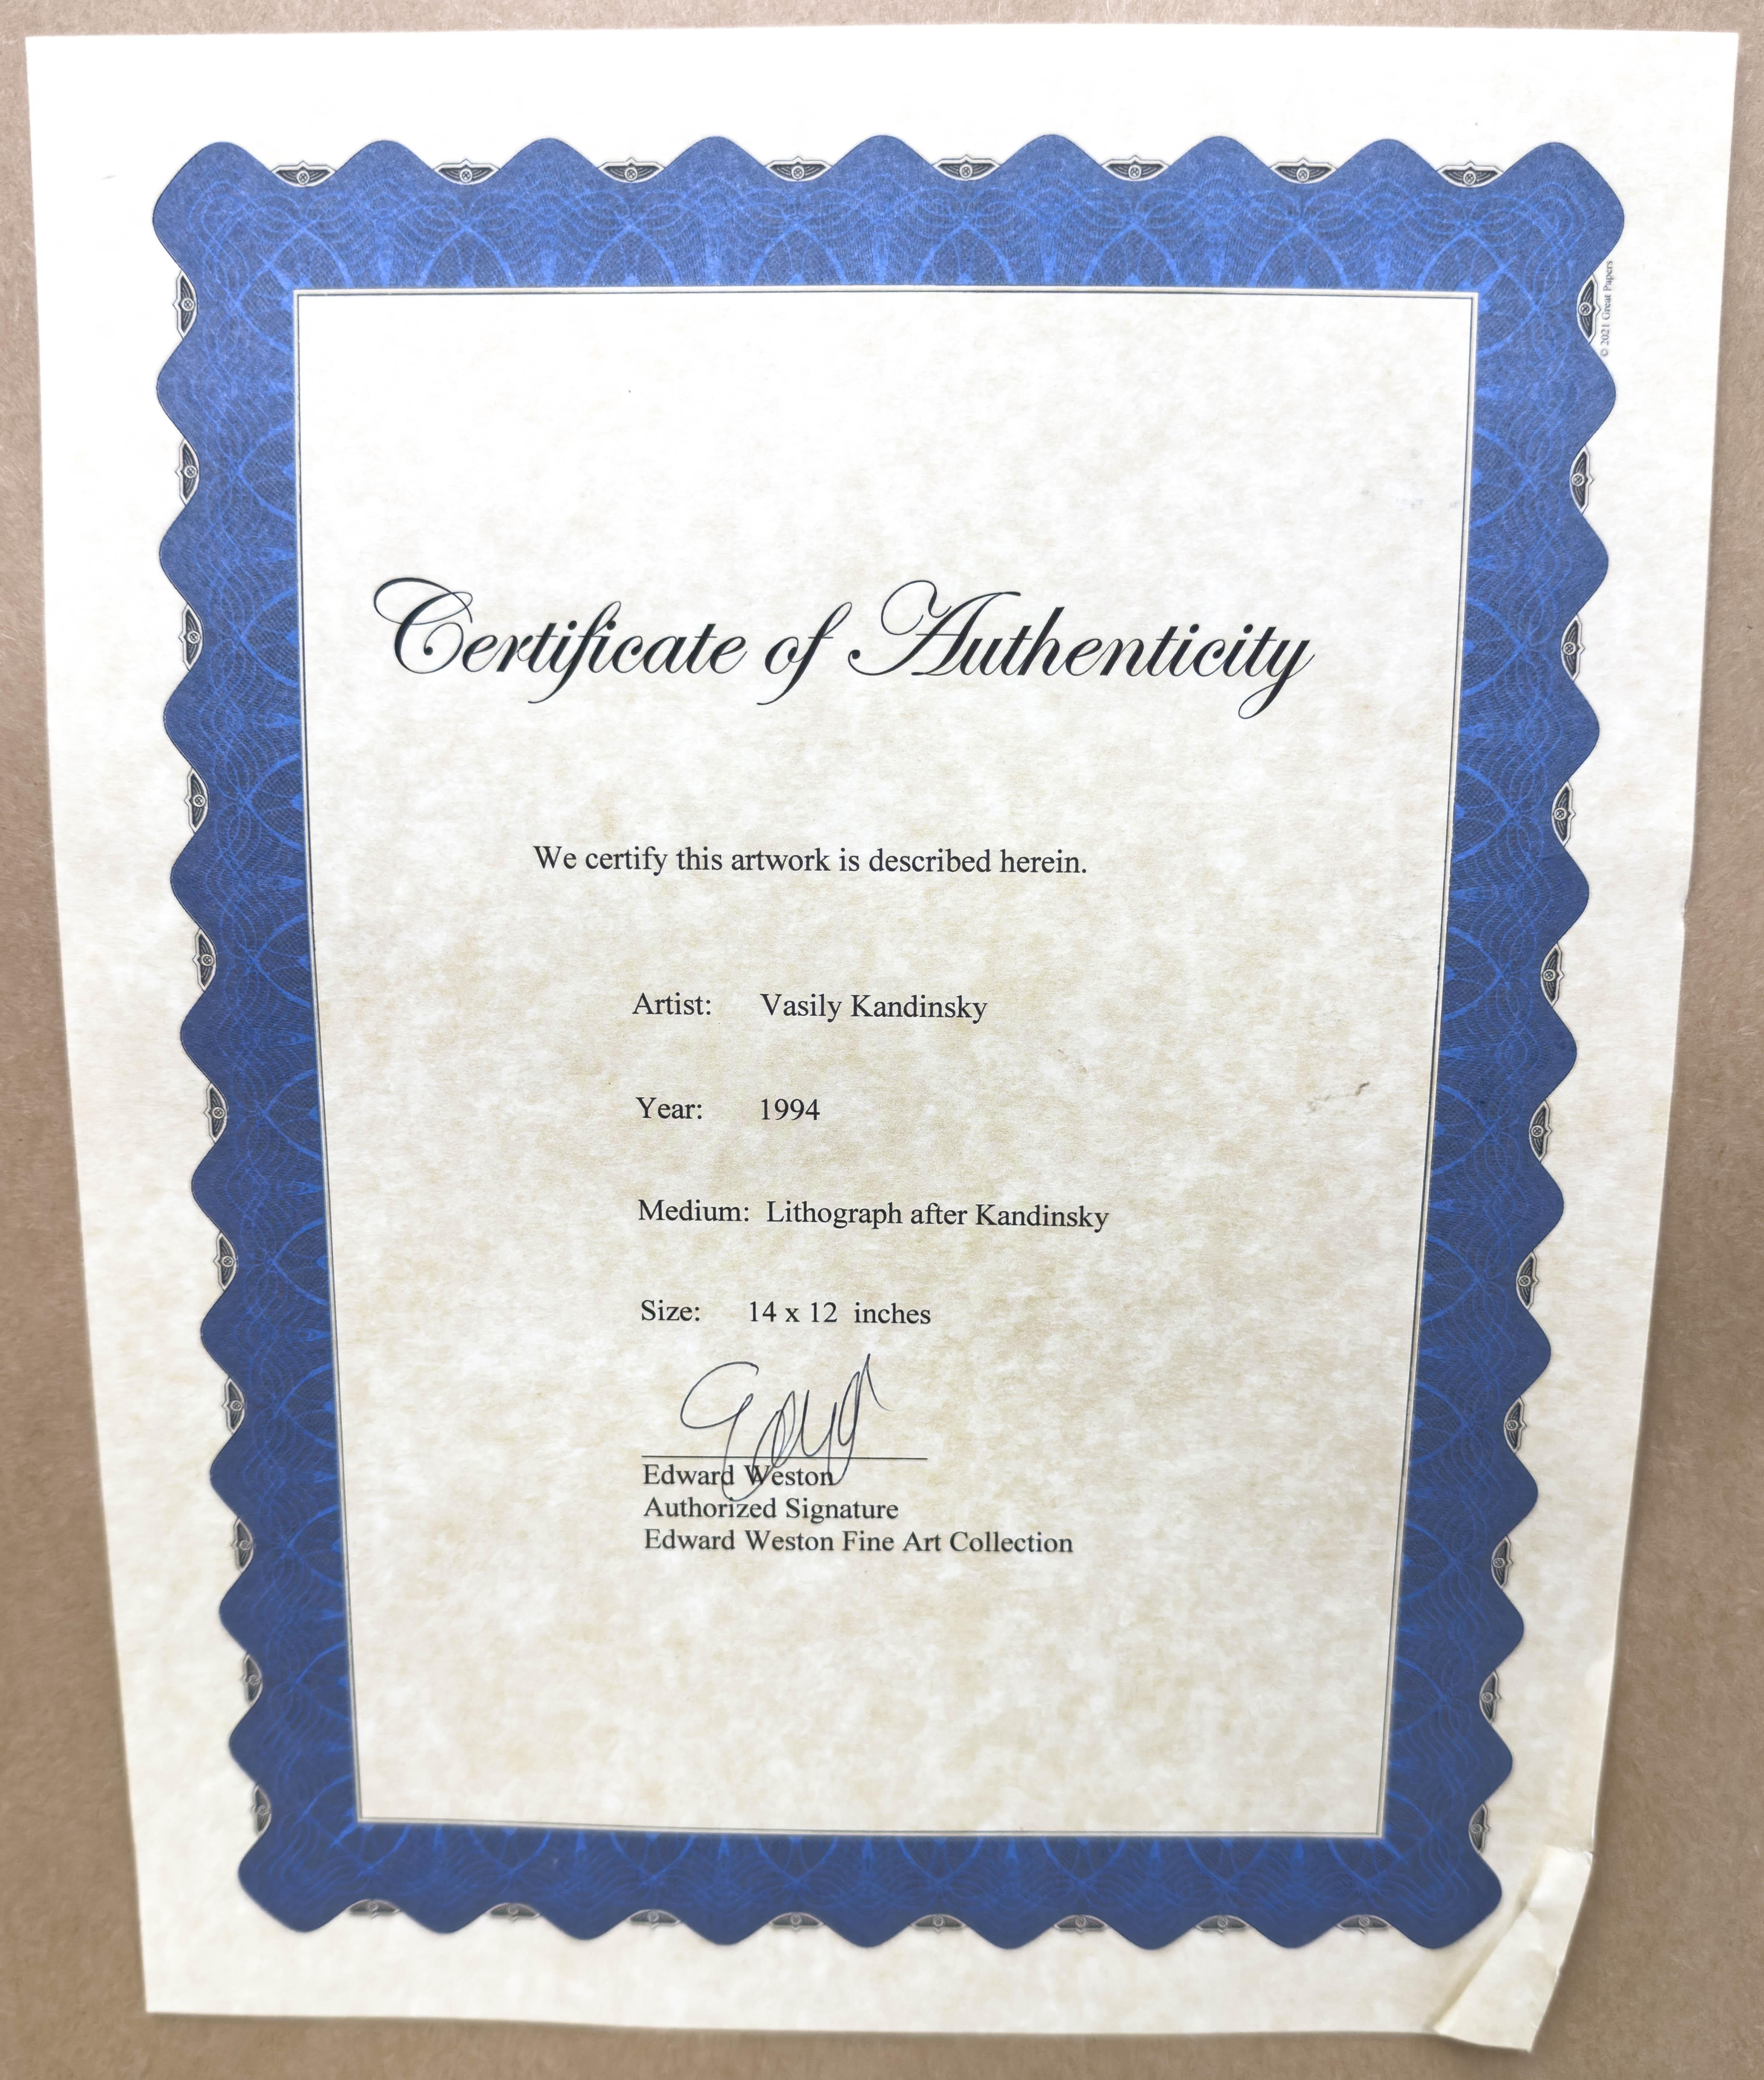 © 2021 Great Papers
Certificate of Authenticity
We certify this artwork is described herein.
Artist: Vasily Kandinsky
Year: 1994
Medium: Lithograph after Kandinsky
Size: 14 x 12 inches
Edward Weston
Authorized Signature
Edward Weston Fine Art Collection